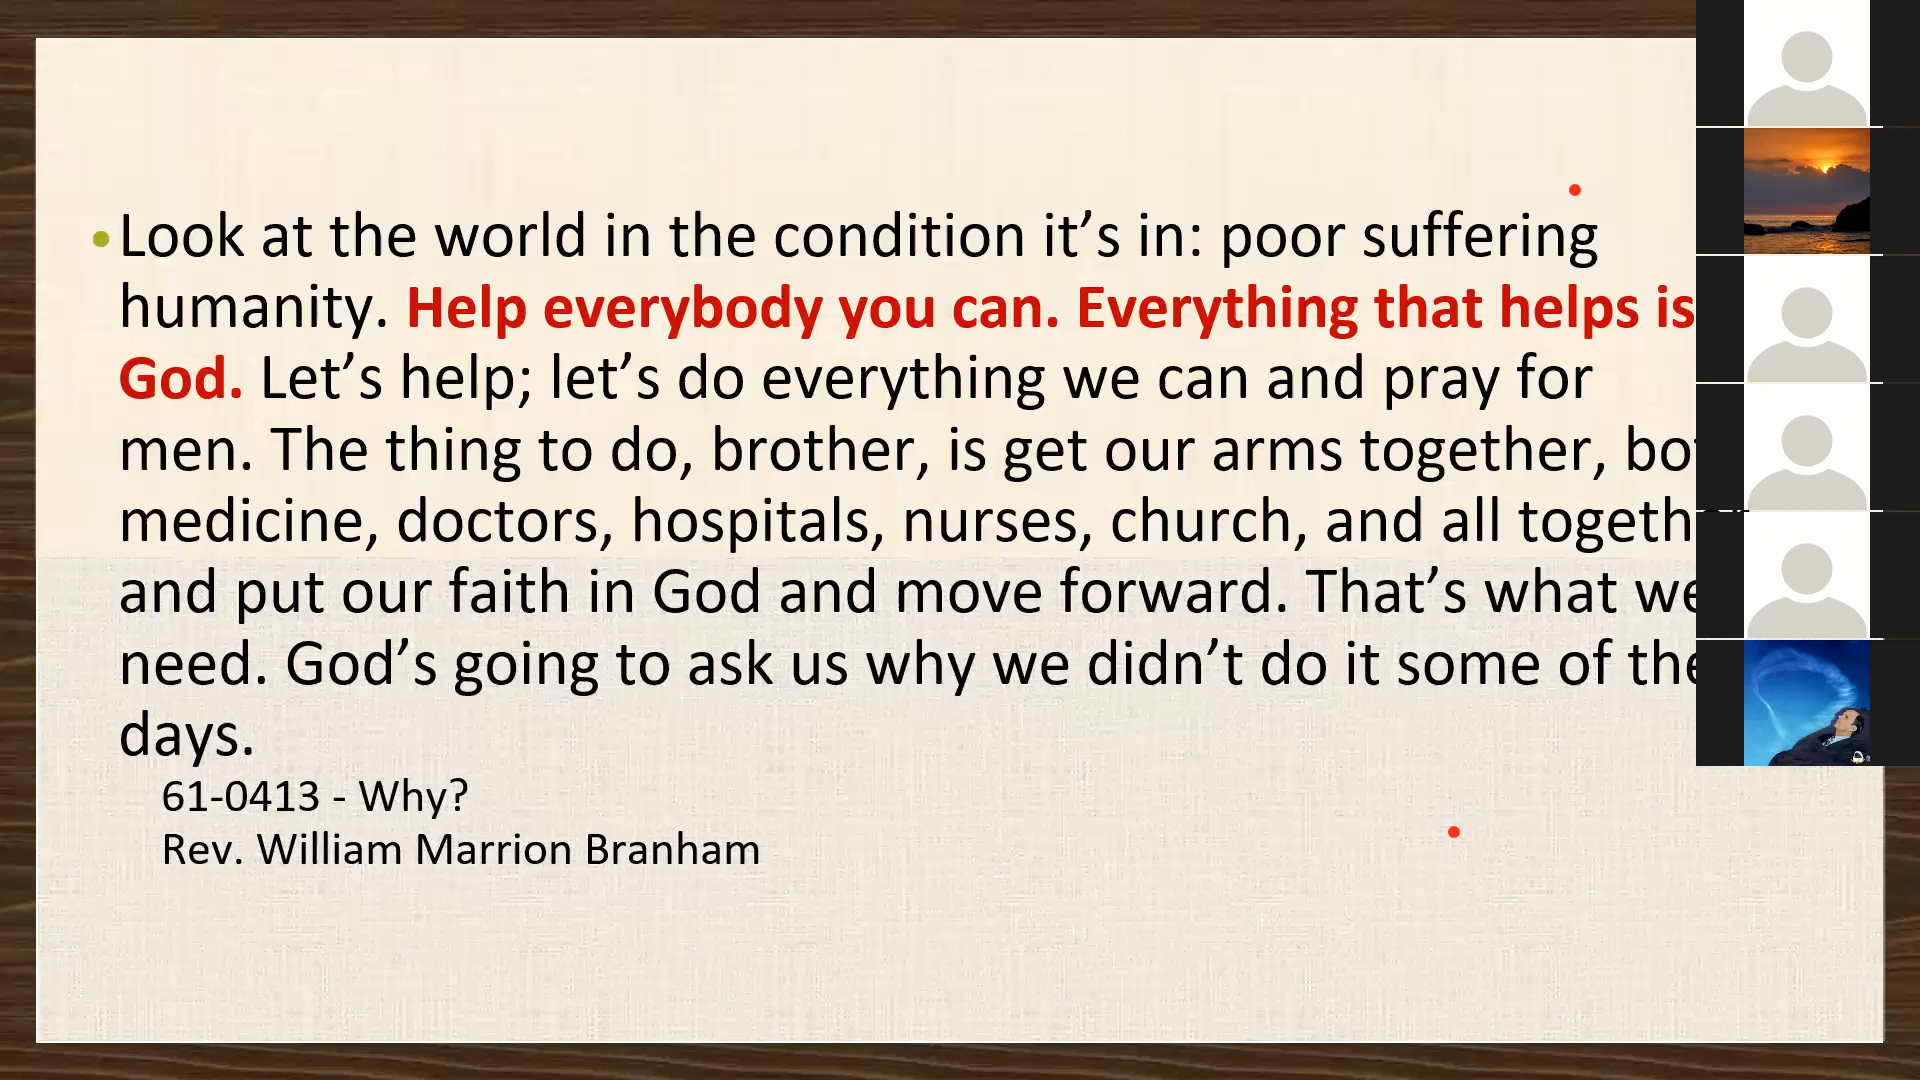 • Look at the world in the condition it’s in: poor suffering
humanity. Help everybody you can. Everything that helps is
God. Let’s help; let’s do everything we can and pray for
men. The thing to do, brother, is get our arms together,
medicine, doctors, hospitals, nurses, church, and all
and put our faith in God and move forward. That’s what we
need. God’s going to ask us why we didn’t do it some of
days.
61-0413 - Why?
Rev. William Marrion Branham